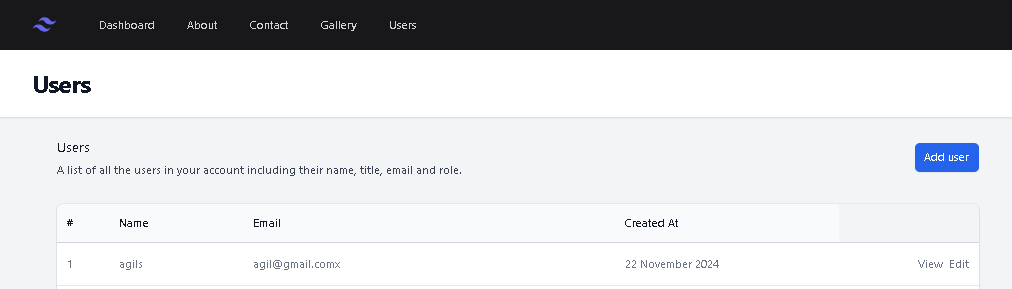 Dashboard About Contact Gallery Users
Users
Users
Add user
A list of all the users in your account including their name, title, email and role.
# Name Email Created At
1 agils agil@gmail.comx 22 November 2024 View Edit